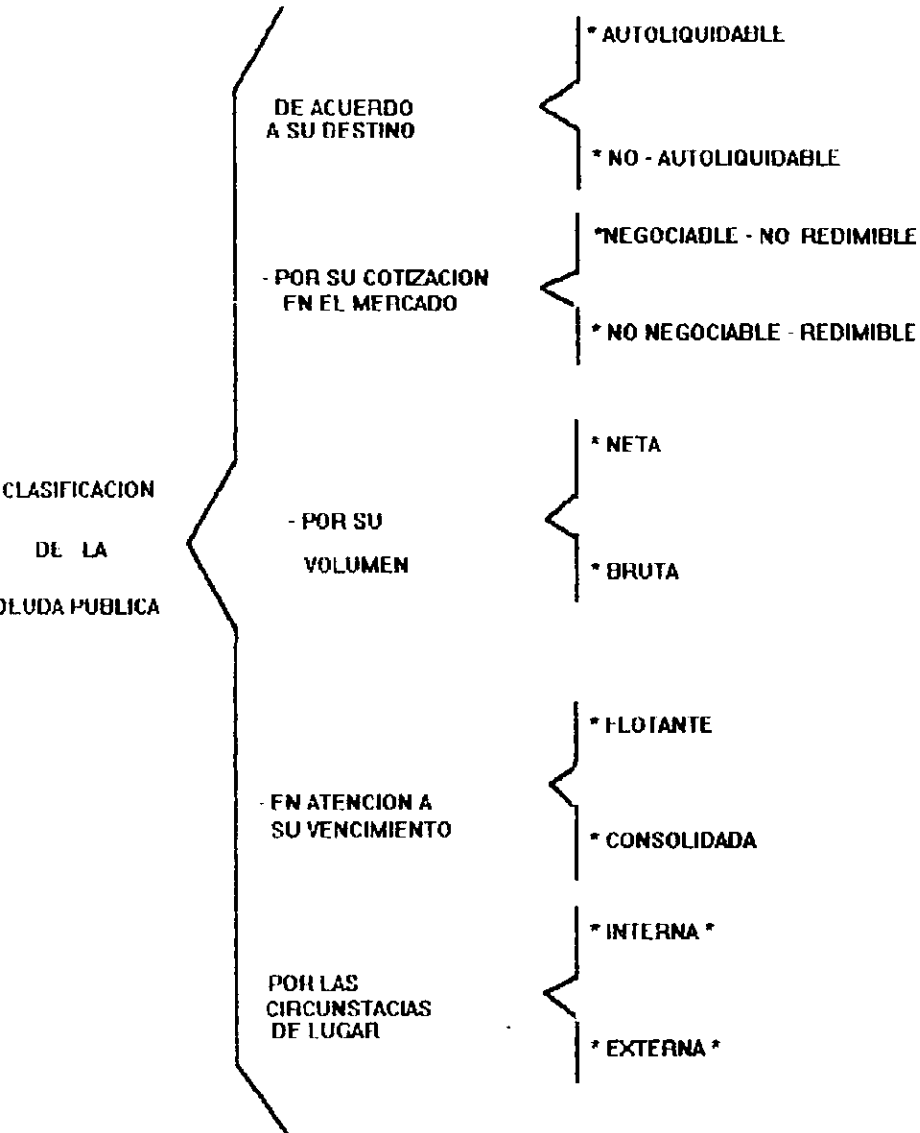 CLASIFICACION
DE LA
DEUDA PUBLICA
DE ACUERDO
A SU DESTINO
* AUTOLIQUIDABLE
* NO - AUTOLIQUIDABLE
- POR SU COTIZACION
EN EL MERCADO
*NEGOCIABLE - NO REDIMIBLE
* NO NEGOCIABLE - REDIMIBLE
- POR SU
VOLUMEN
* NETA
* BRUTA
- EN ATENCION A
SU VENCIMIENTO
* FLOTANTE
* CONSOLIDADA
POR LAS
CIRCUNSTACIAS
DE LUGAR
* INTERNA *
* EXTERNA *